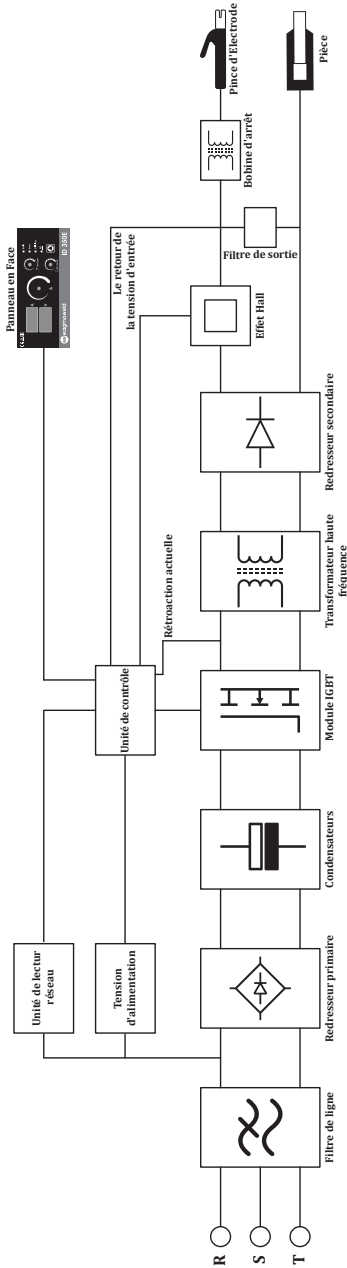 Panneau en Face
magmaweld
ID 350E
Pince d'Electrode
Pièce
Bobine d'arrêt
Le retour de
la tension d'entrée
Filtre de sortie
Effet Hall
Redresseur secondaire
Rétroaction actuelle
Transformateur haute
fréquence
Unité de contrôle
Module IGBT
Condensateurs
Unité de lectur
réseau
Tension
d'alimentation
Redresseur primaire
Filtre de ligne
R
S
T